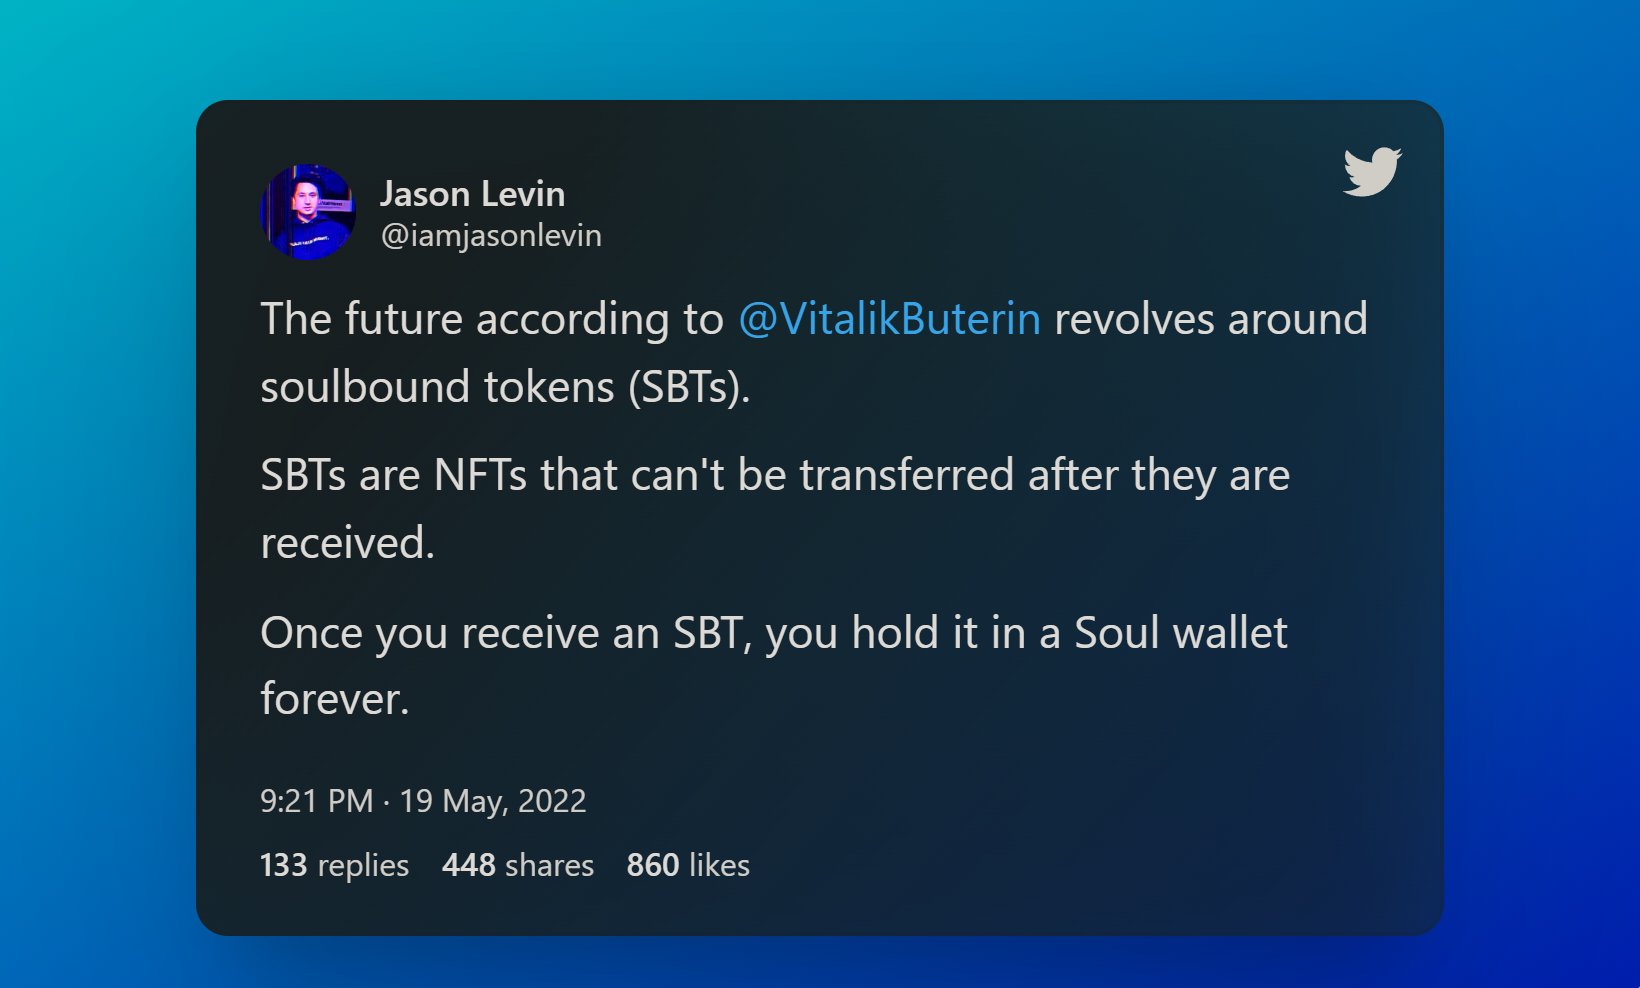 Jason Levin
@iamjasonlevin
The future according to @VitalikButerin revolves around
soulbound tokens (SBTs).
SBTs are NFTs that can't be transferred after they are
received.
Once you receive an SBT, you hold it in a Soul wallet
forever.
9:21 PM · 19 May, 2022
133 replies 448 shares 860 likes